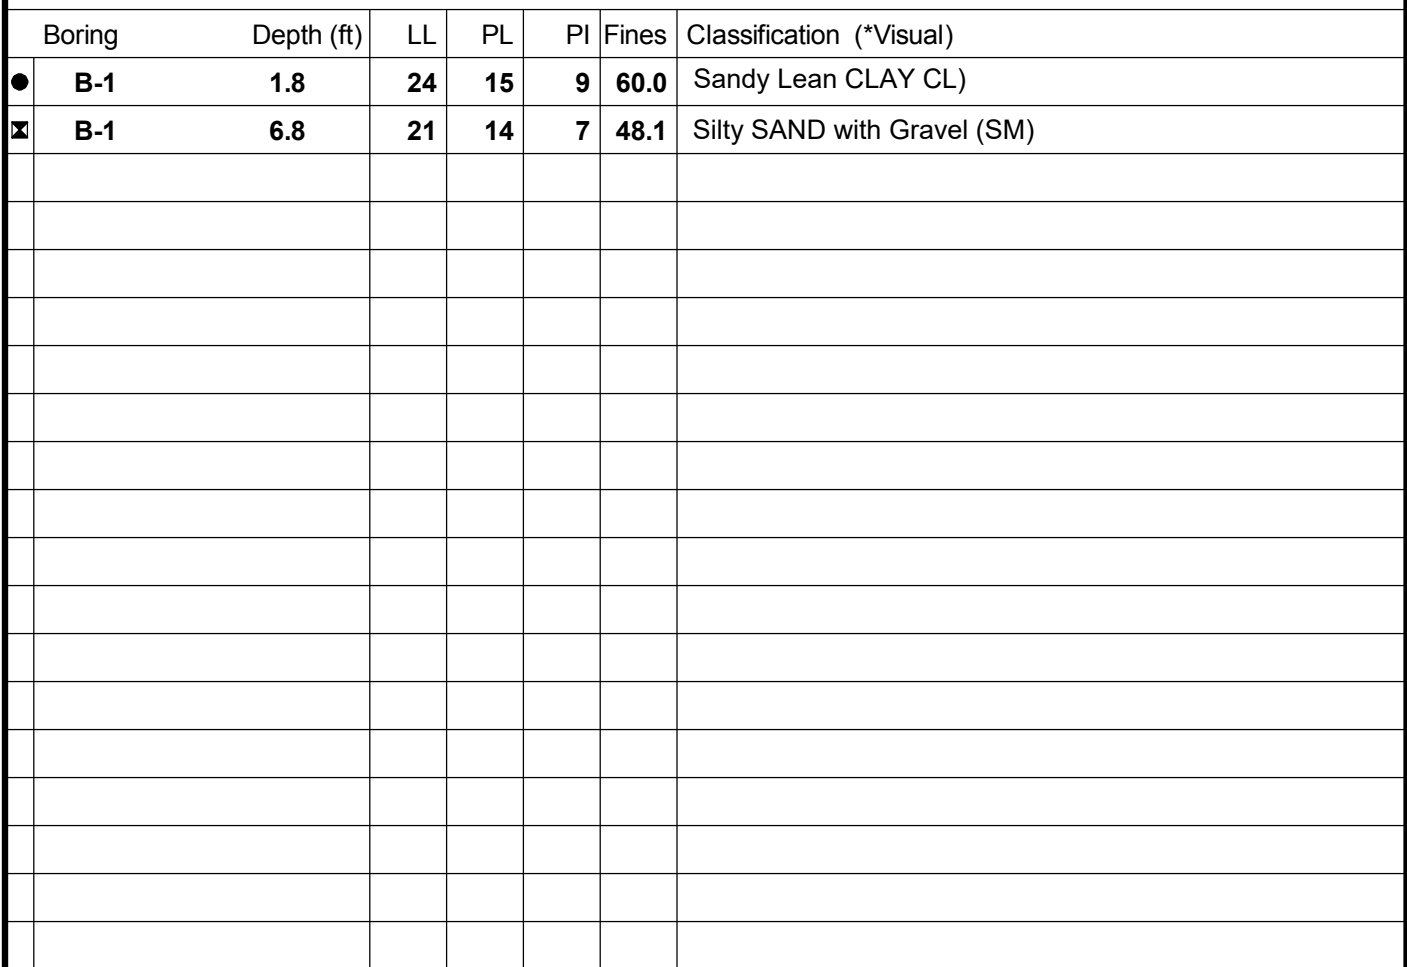 Boring Depth (ft) LL PL PI Fines Classification (*Visual)
B-1 1.8 24 15 9 60.0 Sandy Lean CLAY CL)
B-1 6.8 21 14 7 48.1 Silty SAND with Gravel (SM)